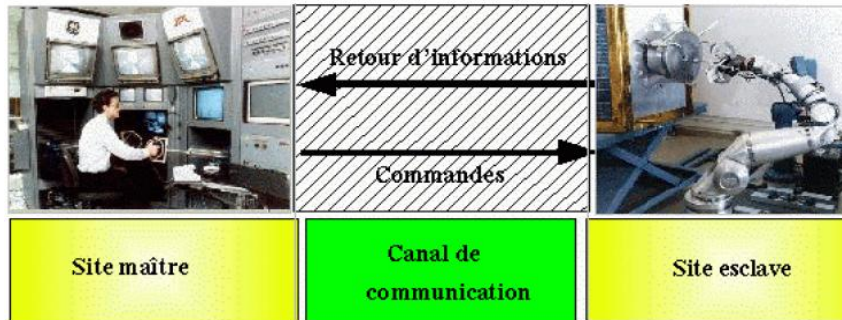 Retour d'informations
Commandes
Site maître
Canal de
communication
Site esclave